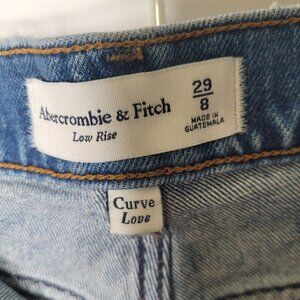 Abercrombie & Fitch
Low Rise
29
8
MADE IN
GUATEMALA
Curve
Love